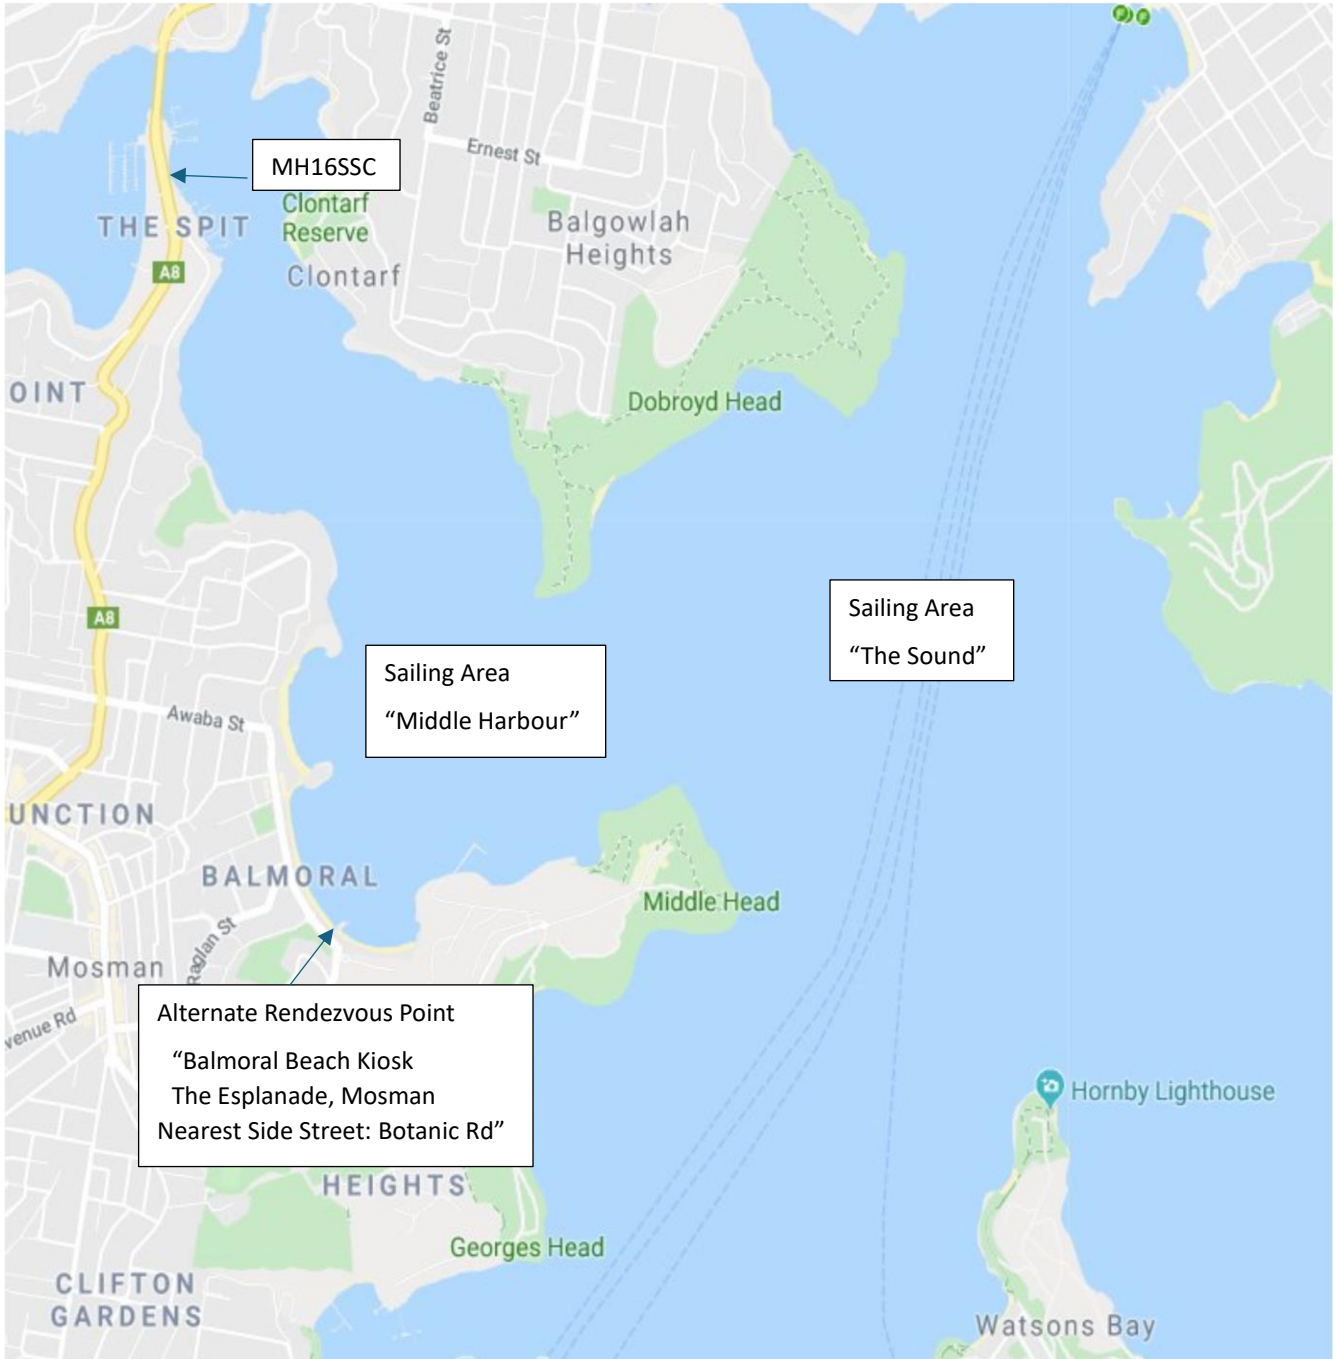 Beatrice St
Ernest St
MH16SSC
Clontarf
Reserve
THE SPIT
Balgowlah
Heights
A8
Clontarf
OINT
Dobroyd Head
Sailing Area
“The Sound”
A8
Sailing Area
“Middle Harbour”
Awaba St
UNCTION
BALMORAL
Middle Head
Raglan St
Mosman
venue Rd
Alternate Rendezvous Point
“Balmoral Beach Kiosk
The Esplanade, Mosman
Nearest Side Street: Botanic Rd”
Hornby Lighthouse
HEIGHTS
Georges Head
CLIFTON
GARDENS
Watsons Bay